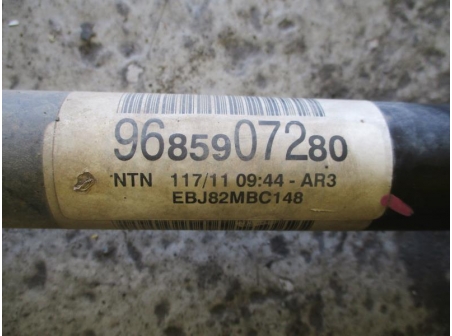 9685907280
NTN 117/11 09:44 - AR3
EBJ82MBC148